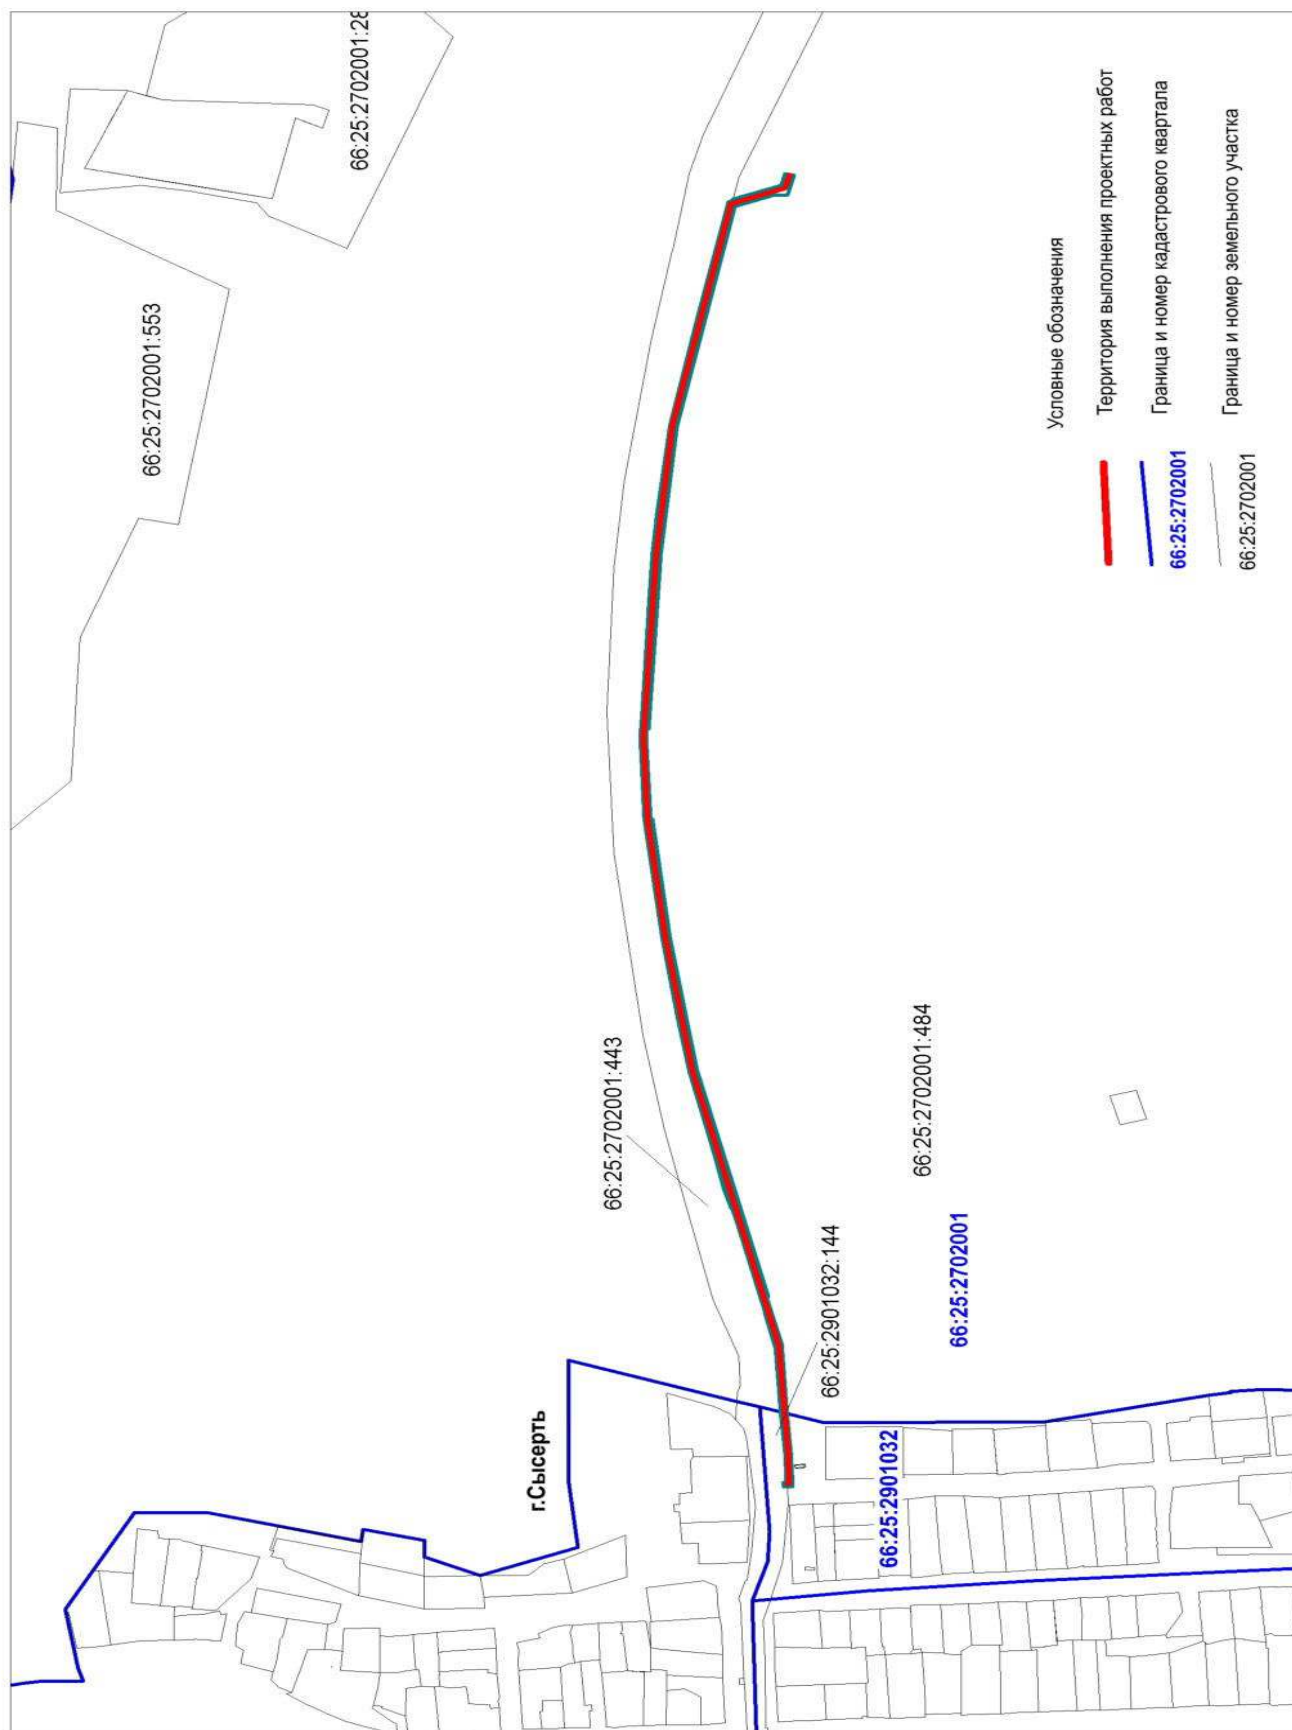 66:25:2702001:28
66:25:2702001:553
66:25:2702001:443
66:25:2901032:144
66:25:2702001:484
66:25:2702001
г.Сысерть
66:25:2901032
Условные обозначения
Территория выполнения проектных работ
66:25:2702001
Граница и номер кадастрового квартала
66:25:2702001
Граница и номер земельного участка